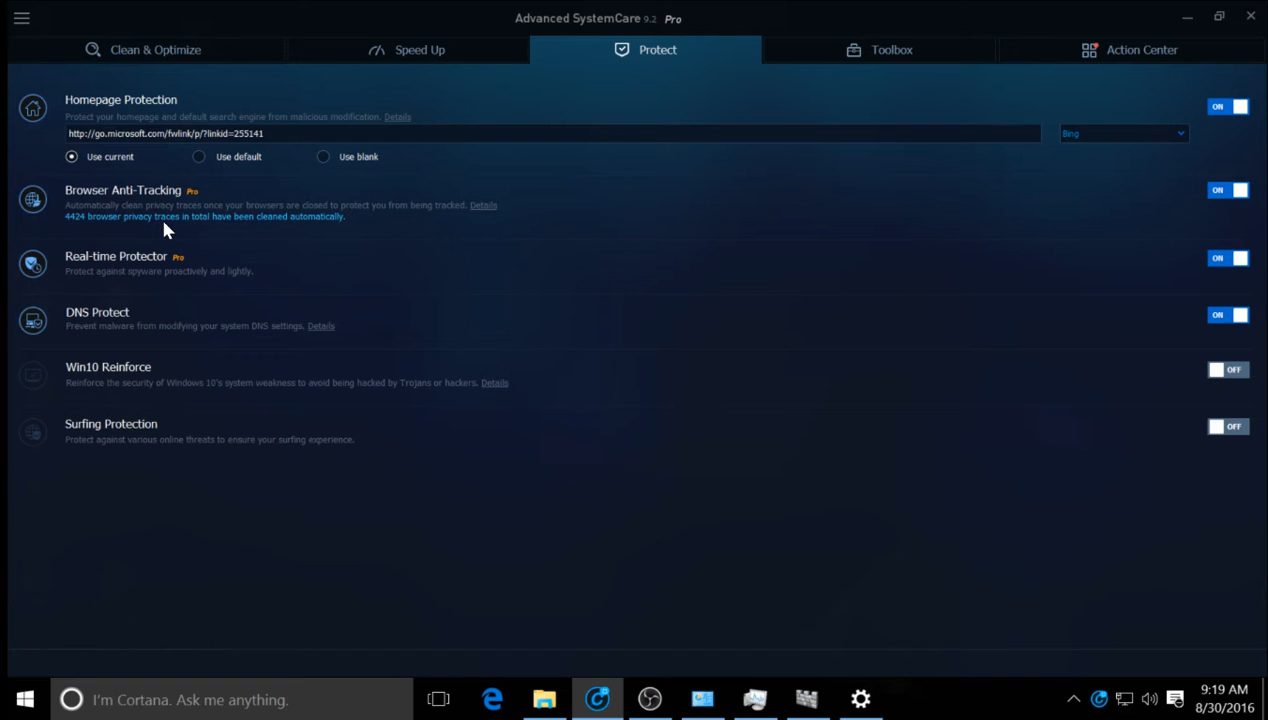 Advanced SystemCare 9.2 Pro
Clean & Optimize
Speed Up
Protect
Toolbox
Action Center
Homepage Protection
Protect your homepage and default search engine from malicious modification. Details
ON
http://go.microsoft.com/fwlink/p/?linkid=255141
Bing
Use current
Use default
Use blank
Browser Anti-Tracking Pro
ON
Automatically clean privacy traces once your browsers are closed to protect you from being tracked. Details
4424 browser privacy traces in total have been cleaned automatically.
Real-time Protector Pro
ON
Protect against spyware proactively and lightly.
DNS Protect
ON
Prevent malware from modifying your system DNS settings. Details
Win10 Reinforce
OFF
Reinforce the security of Windows 10's system weakness to avoid being hacked by Trojans or hackers. Details
Surfing Protection
OFF
Protect against various online threats to ensure your surfing experience.
I'm Cortana. Ask me anything.
9:19 AM
8/30/2016